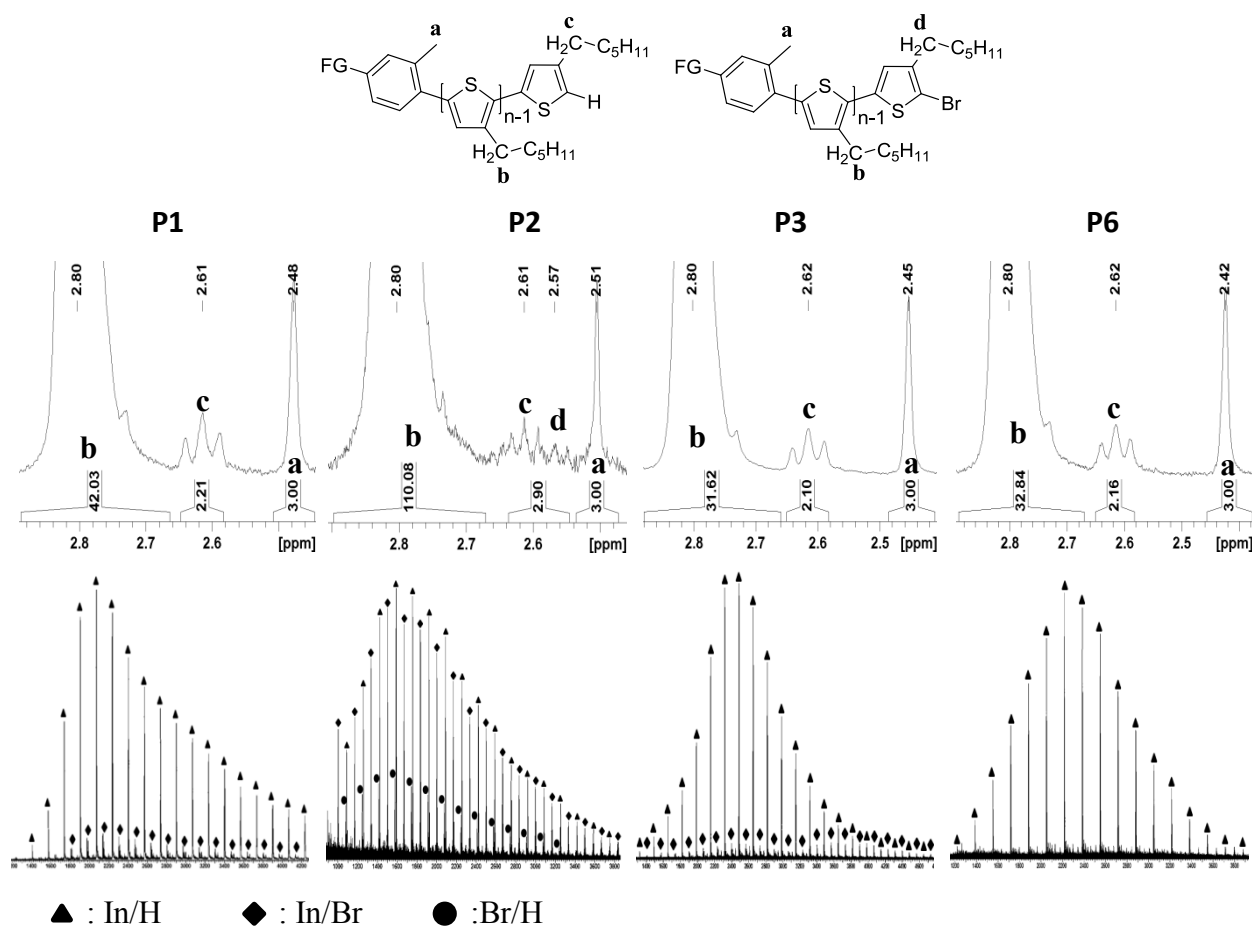 a
c
H₂C
C₅H₁₁
FG
S
S
H
n-1
H₂C
C₅H₁₁
b
a
d
H₂C
C₅H₁₁
FG
S
S
Br
n-1
H₂C
C₅H₁₁
b
P1
P2
P3
P6
2.80
2.61
2.48
c
b
a
42.03
2.21
3.00
2.8
2.7
2.6
[ppm]
2.80
2.61
2.57
2.51
c
d
b
a
110.08
2.90
3.00
2.8
2.7
2.6
[ppm]
2.80
2.62
2.45
c
b
a
31.62
2.10
3.00
2.8
2.7
2.6
2.5
[ppm]
2.80
2.62
2.42
c
b
a
32.84
2.16
3.00
2.8
2.7
2.6
2.5
[ppm]
: In/H
: In/Br
:Br/H